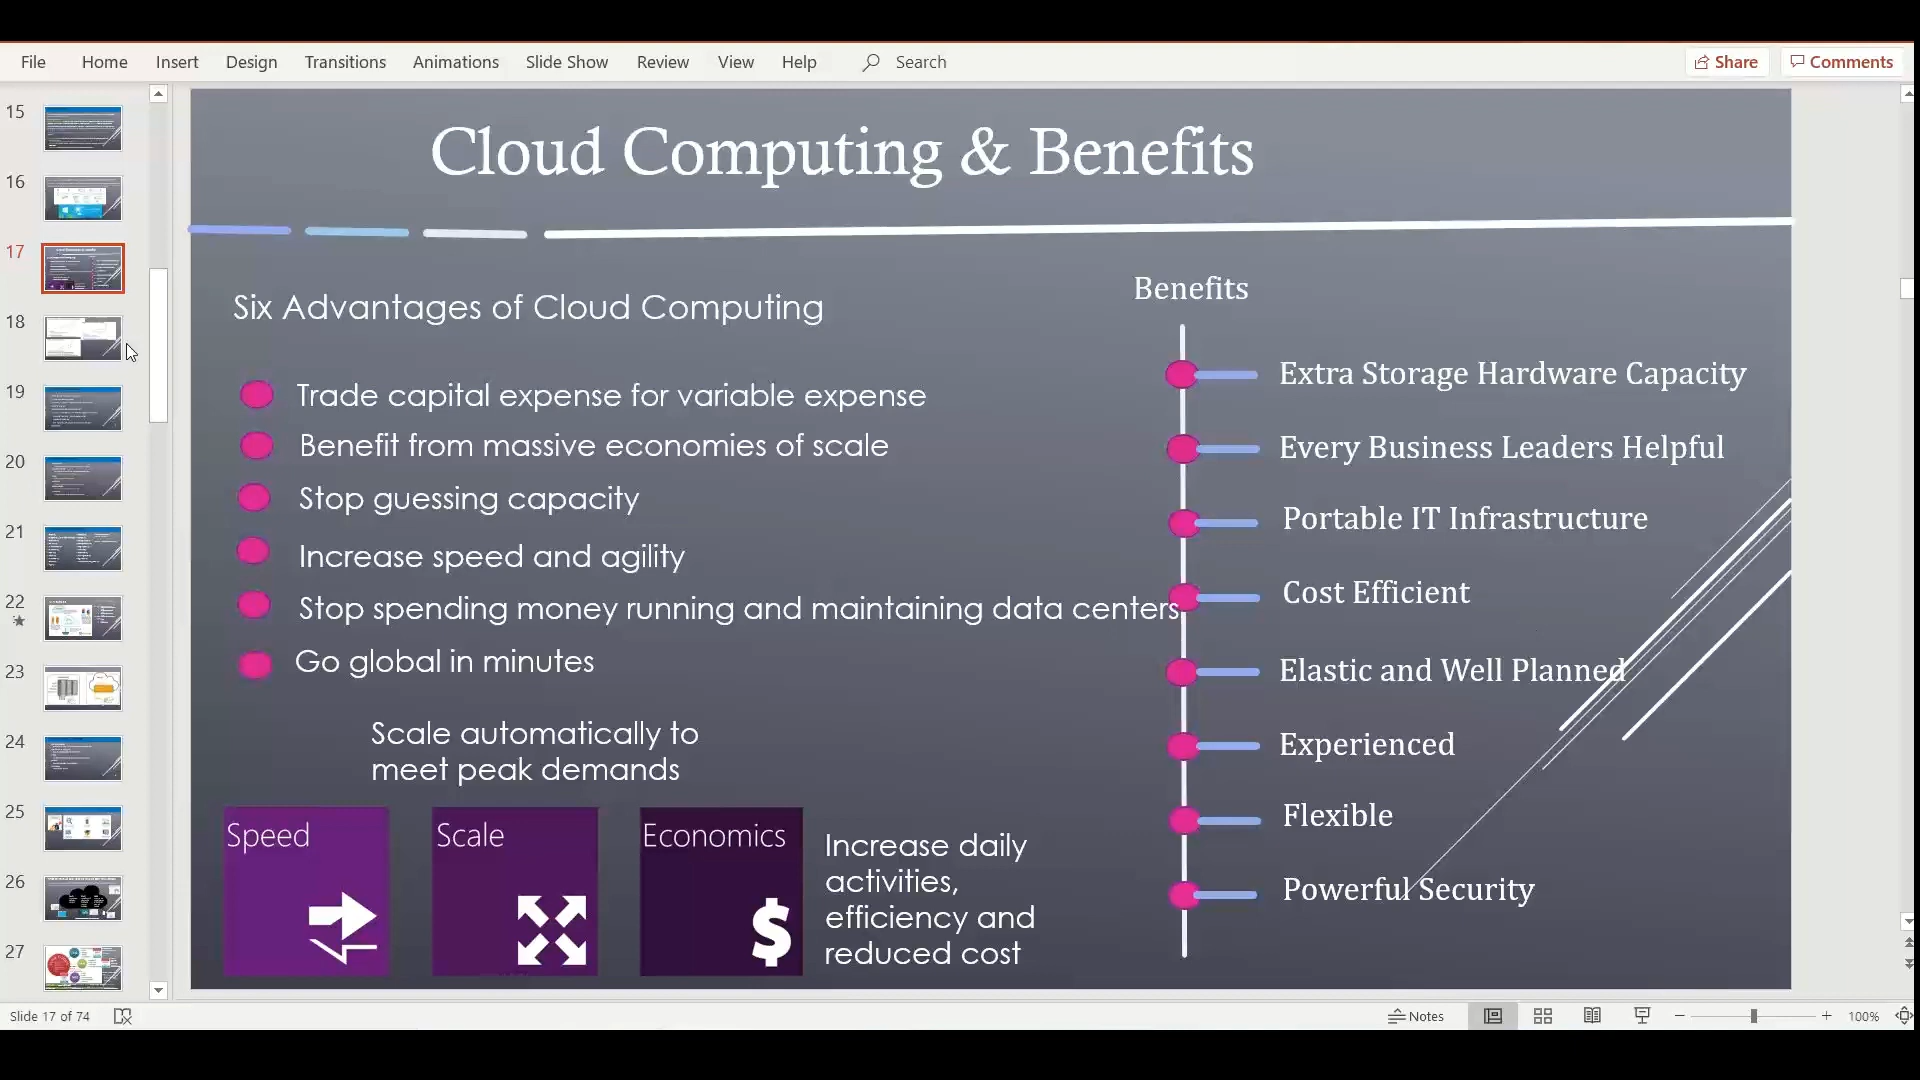 File Home Insert Design Transitions Animations Slide Show Review View Help Search Share Comments
15
16
17
18
19
20
21
22
23
24
25
26
27
Cloud Computing & Benefits
Six Advantages of Cloud Computing
Trade capital expense for variable expense
Benefit from massive economies of scale
Stop guessing capacity
Increase speed and agility
Stop spending money running and maintaining data centers
Go global in minutes
Scale automatically to
meet peak demands
Speed
Scale
Economics
$
Increase daily
activities,
efficiency and
reduced cost
Benefits
Extra Storage Hardware Capacity
Every Business Leaders Helpful
Portable IT Infrastructure
Cost Efficient
Elastic and Well Planned
Experienced
Flexible
Powerful Security
Slide 17 of 74 Notes 100%